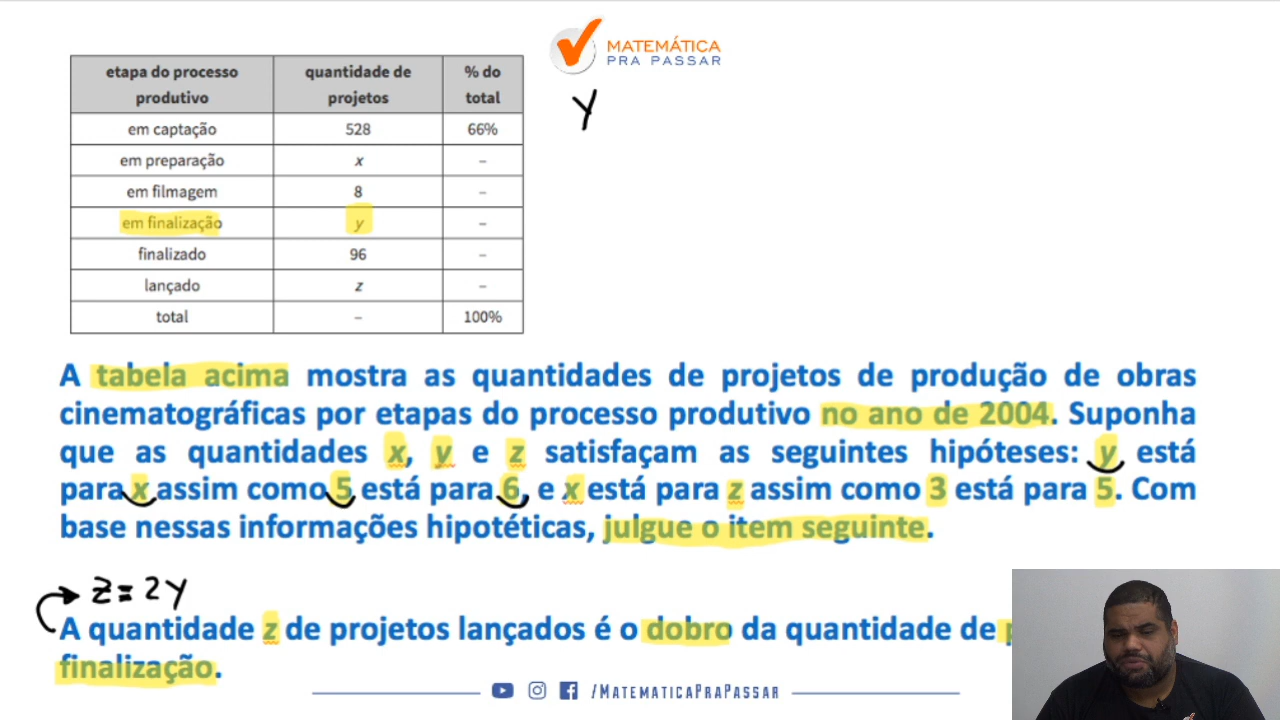 MATEMÁTICA
PRA PASSAR
etapa do processo produtivo quantidade de projetos % do total
em captação 528 66%
em preparação x –
em filmagem 8 –
em finalização y –
finalizado 96 –
lançado z –
total – 100%
Y
A tabela acima mostra as quantidades de projetos de produção de obras
cinematográficas por etapas do processo produtivo no ano de 2004. Suponha
que as quantidades x, y e z satisfaçam as seguintes hipóteses: y está
para x assim como 5 está para 6, e x está para z assim como 3 está para 5. Com
base nessas informações hipotéticas, julgue o item seguinte.
Z = 2Y
A quantidade z de projetos lançados é o dobro da quantidade de
finalização.
/MatematicaPraPassar